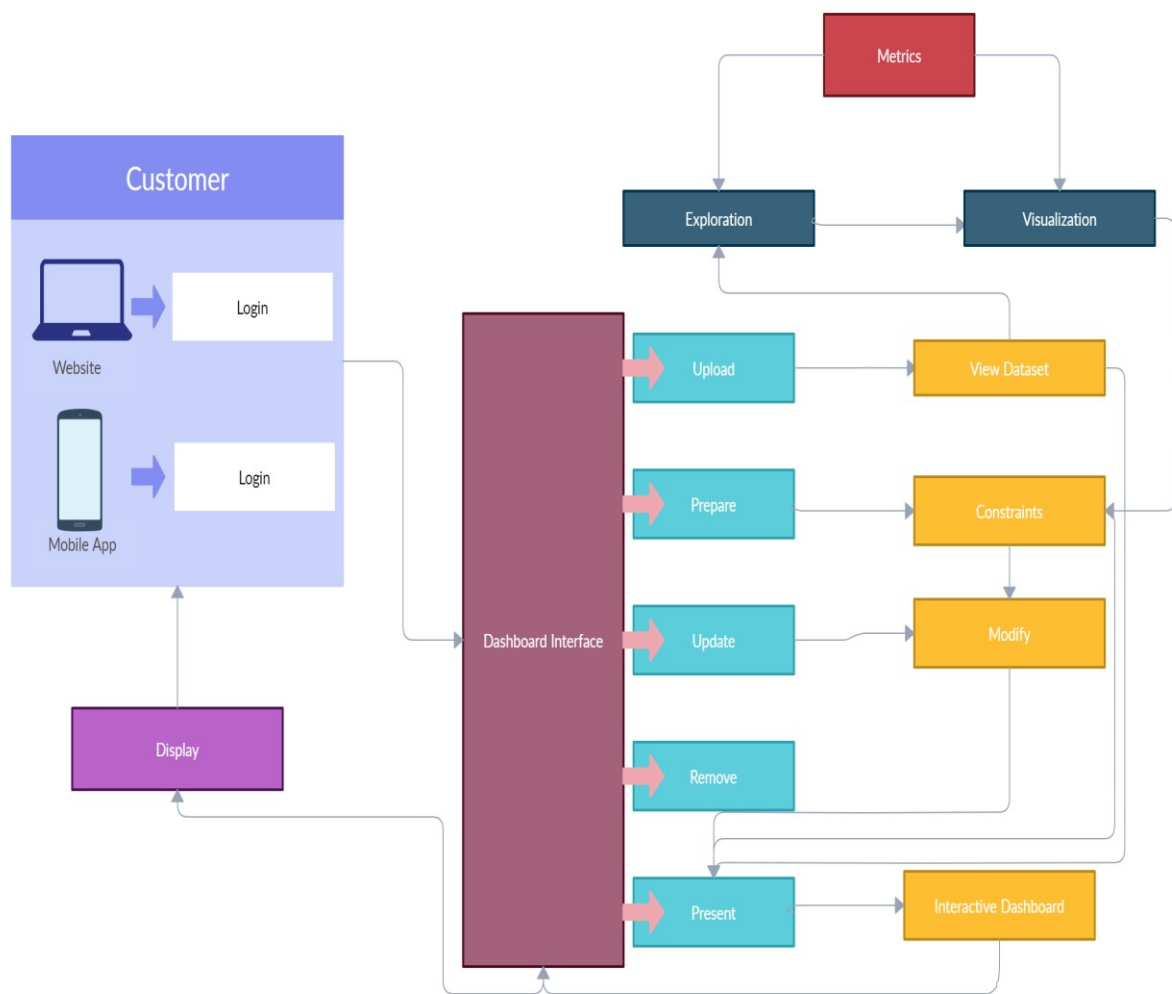 Metrics
Customer
Exploration
Visualization
Login
Website
Upload
View Dataset
Login
Mobile App
Prepare
Constraints
Dashboard Interface
Update
Modify
Display
Remove
Present
Interactive Dashboard